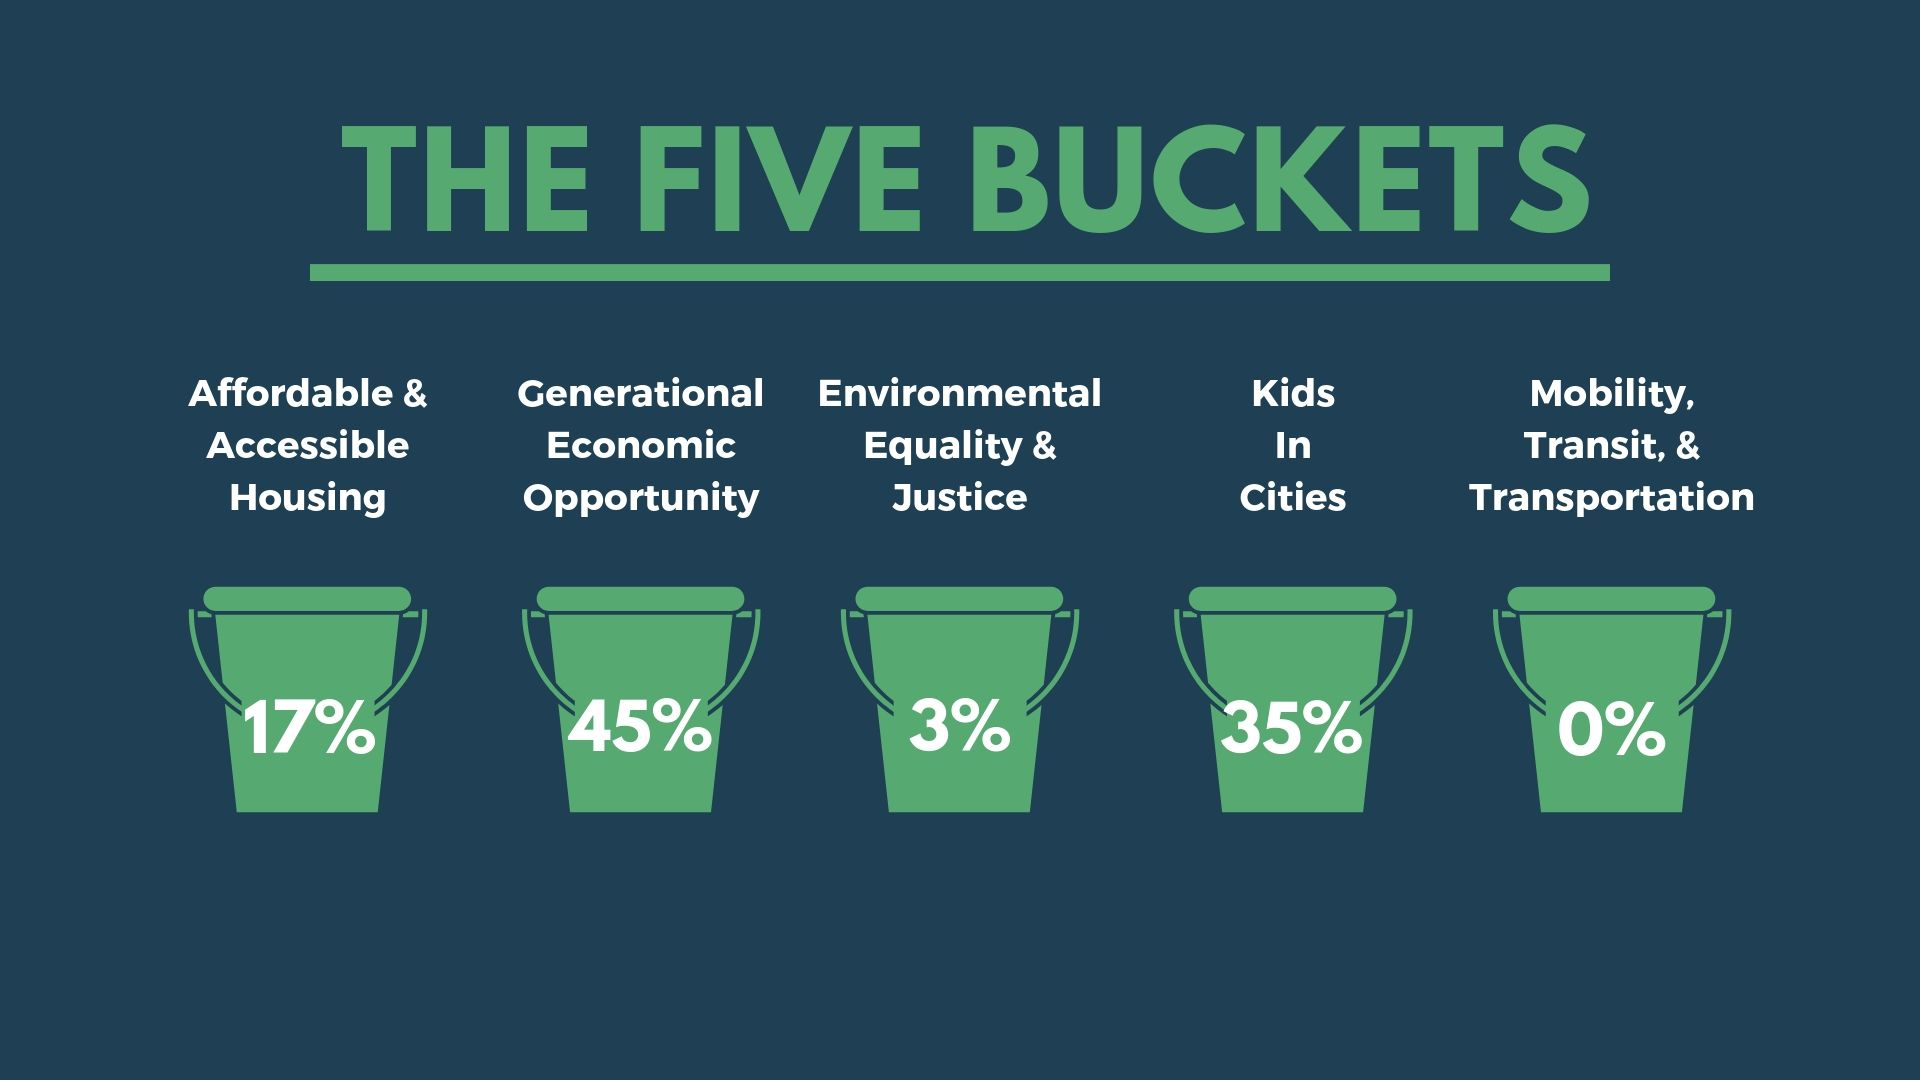 THE FIVE BUCKETS
Affordable &
Accessible
Housing
Generational
Economic
Opportunity
Environmental
Equality &
Justice
Kids
In
Cities
Mobility,
Transit, &
Transportation
17%
45%
3%
35%
0%